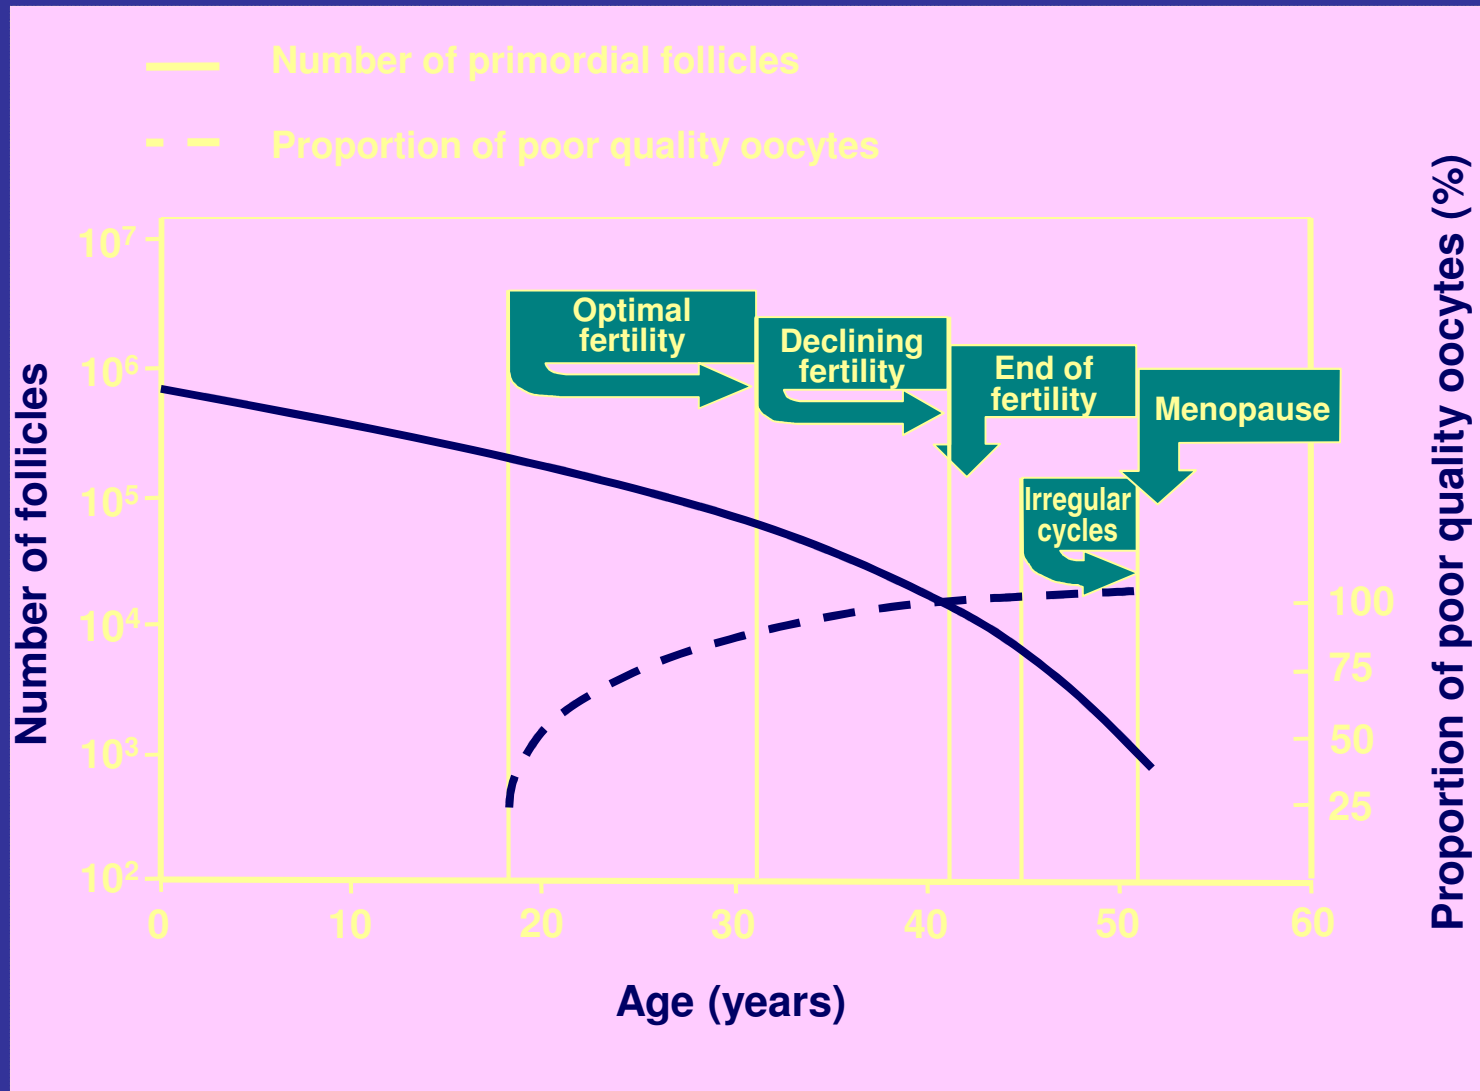 Number of primordial follicles
Proportion of poor quality oocytes
Number of follicles
10⁷
10⁶
10⁵
10⁴
10³
10²
Optimal
fertility
Declining
fertility
End of
fertility
Menopause
Irregular
cycles
100
75
50
25
Proportion of poor quality oocytes (%)
0 10 20 30 40 50 60
Age (years)